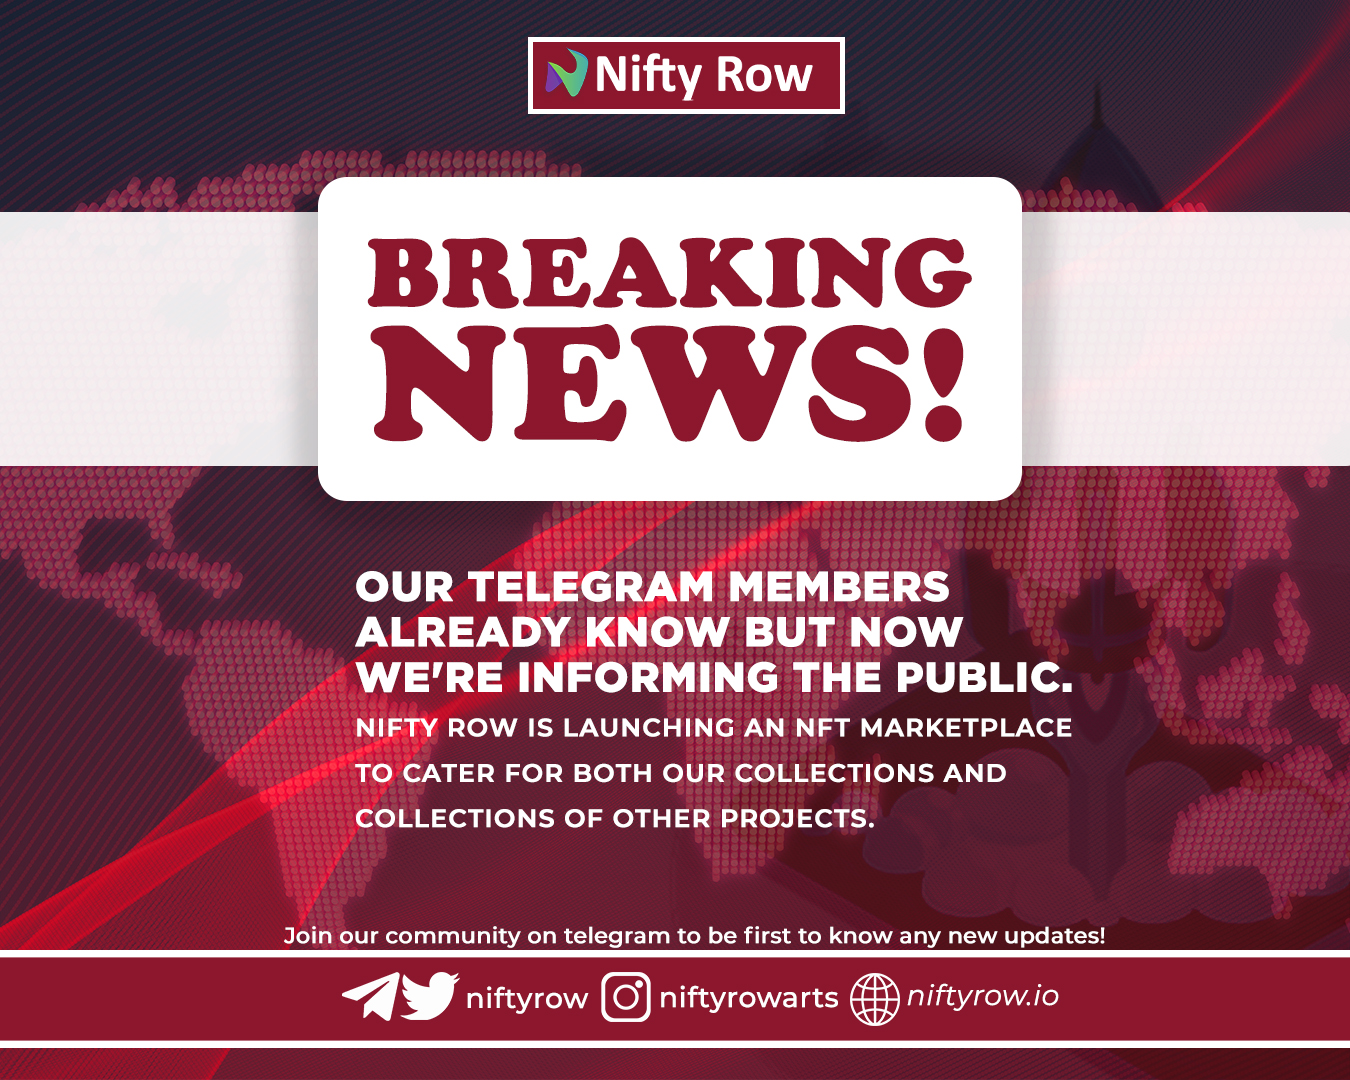 Nifty Row
BREAKING
NEWS!
OUR TELEGRAM MEMBERS
ALREADY KNOW BUT NOW
WE'RE INFORMING THE PUBLIC.
NIFTY ROW IS LAUNCHING AN NFT MARKETPLACE
TO CATER FOR BOTH OUR COLLECTIONS AND
COLLECTIONS OF OTHER PROJECTS.
Join our community on telegram to be first to know any new updates!
niftyrow niftyrowarts niftyrow.io